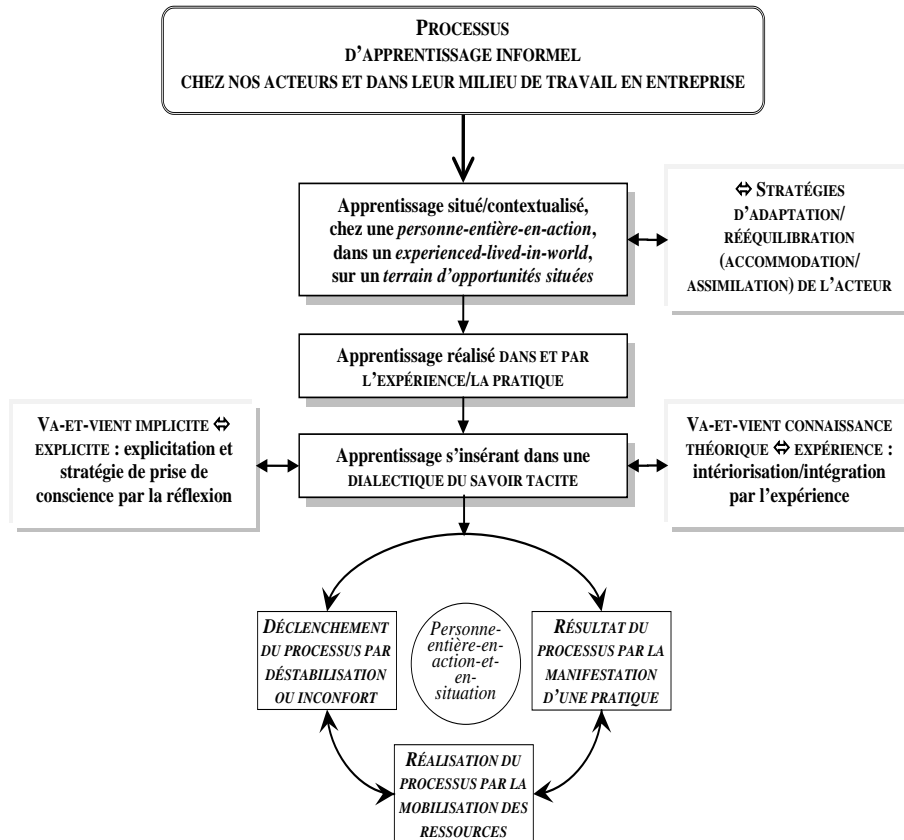 PROCESSUS
D'APPRENTISSAGE INFORMEL
CHEZ NOS ACTEURS ET DANS LEUR MILIEU DE TRAVAIL EN ENTREPRISE
Apprentissage situé/contextualisé,
chez une personne-entière-en-action,
dans un experienced-lived-in-world,
sur un terrain d'opportunités situées
⇔ STRATÉGIES
D'ADAPTATION/
RÉÉQUILIBRATION
(ACCOMMODATION/
ASSIMILATION) DE L'ACTEUR
Apprentissage réalisé DANS ET PAR
L'EXPÉRIENCE/LA PRATIQUE
VA-ET-VIENT IMPLICITE ⇔
EXPLICITE : explicitation et
stratégie de prise de
conscience par la réflexion
Apprentissage s'insérant dans une
DIALECTIQUE DU SAVOIR TACITE
VA-ET-VIENT CONNAISSANCE
THÉORIQUE ⇔ EXPÉRIENCE :
intériorisation/intégration
par l'expérience
DÉCLENCHEMENT
DU PROCESSUS PAR
DÉSTABILISATION
OU INCONFORT
Personne-
entière-en-
action-et-
en-
situation
RÉSULTAT DU
PROCESSUS PAR LA
MANIFESTATION
D'UNE PRATIQUE
RÉALISATION DU
PROCESSUS PAR LA
MOBILISATION DES
RESSOURCES